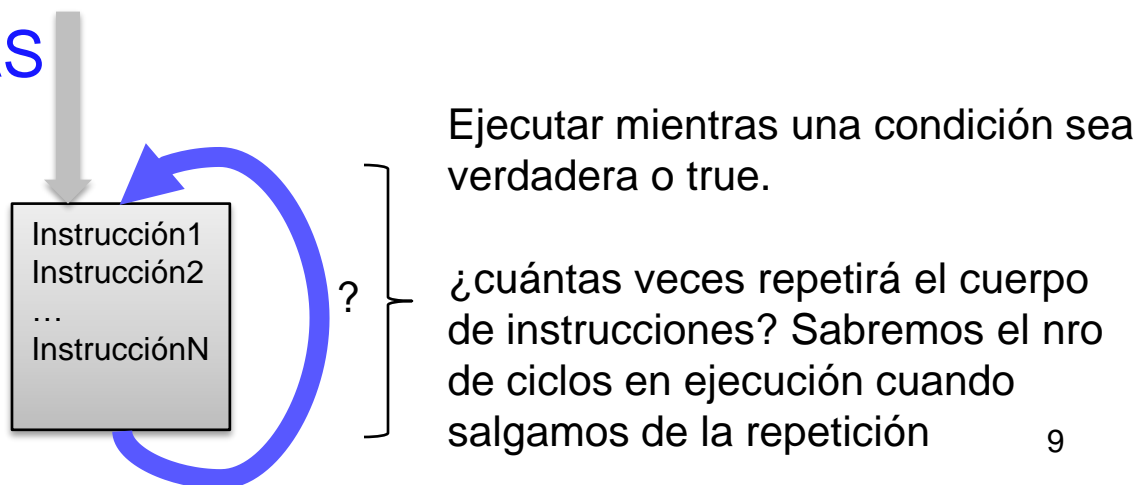 Ejecutar mientras una condición sea
verdadera o true.
Instrucción1
Instrucción2
…
InstrucciónN
?
¿cuántas veces repetirá el cuerpo
de instrucciones? Sabremos el nro
de ciclos en ejecución cuando
salgamos de la repetición
9